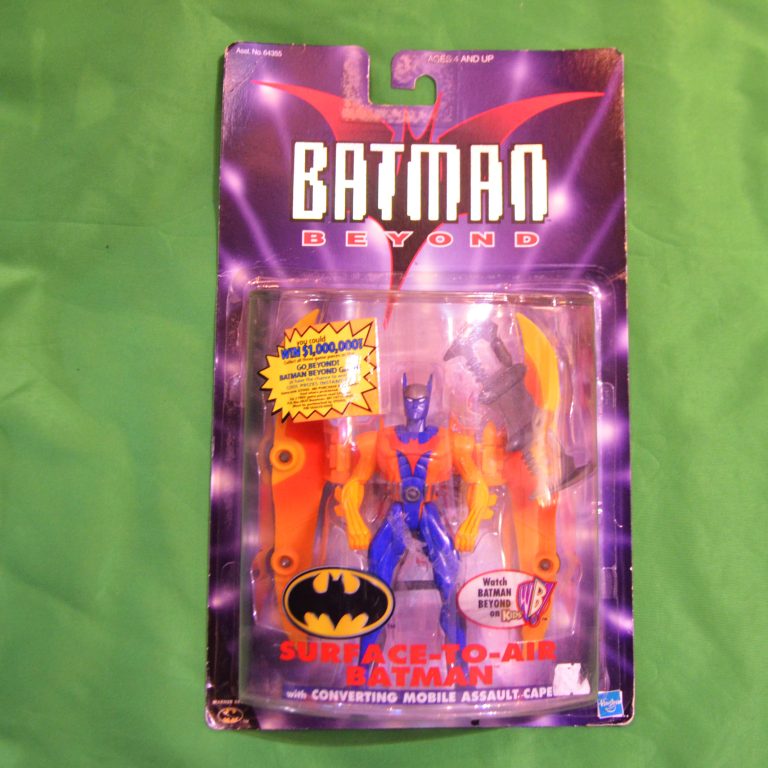 Asst. No 64355
AGES 4 AND UP
BATMAN
BEYOND
you could
WIN $1,000,000!
GO BEYOND!
BATMAN BEYOND
Watch
BATMAN
BEYOND
on KIDS WB
SURFACE-TO-AIR
BATMAN
with CONVERTING MOBILE ASSAULT CAPE
Hasbro